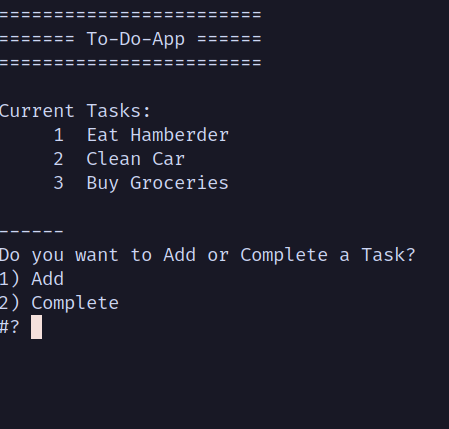 ========================
======= To-Do-App ======
========================
Current Tasks:
1 Eat Hamberder
2 Clean Car
3 Buy Groceries
------
Do you want to Add or Complete a Task?
1) Add
2) Complete
#?